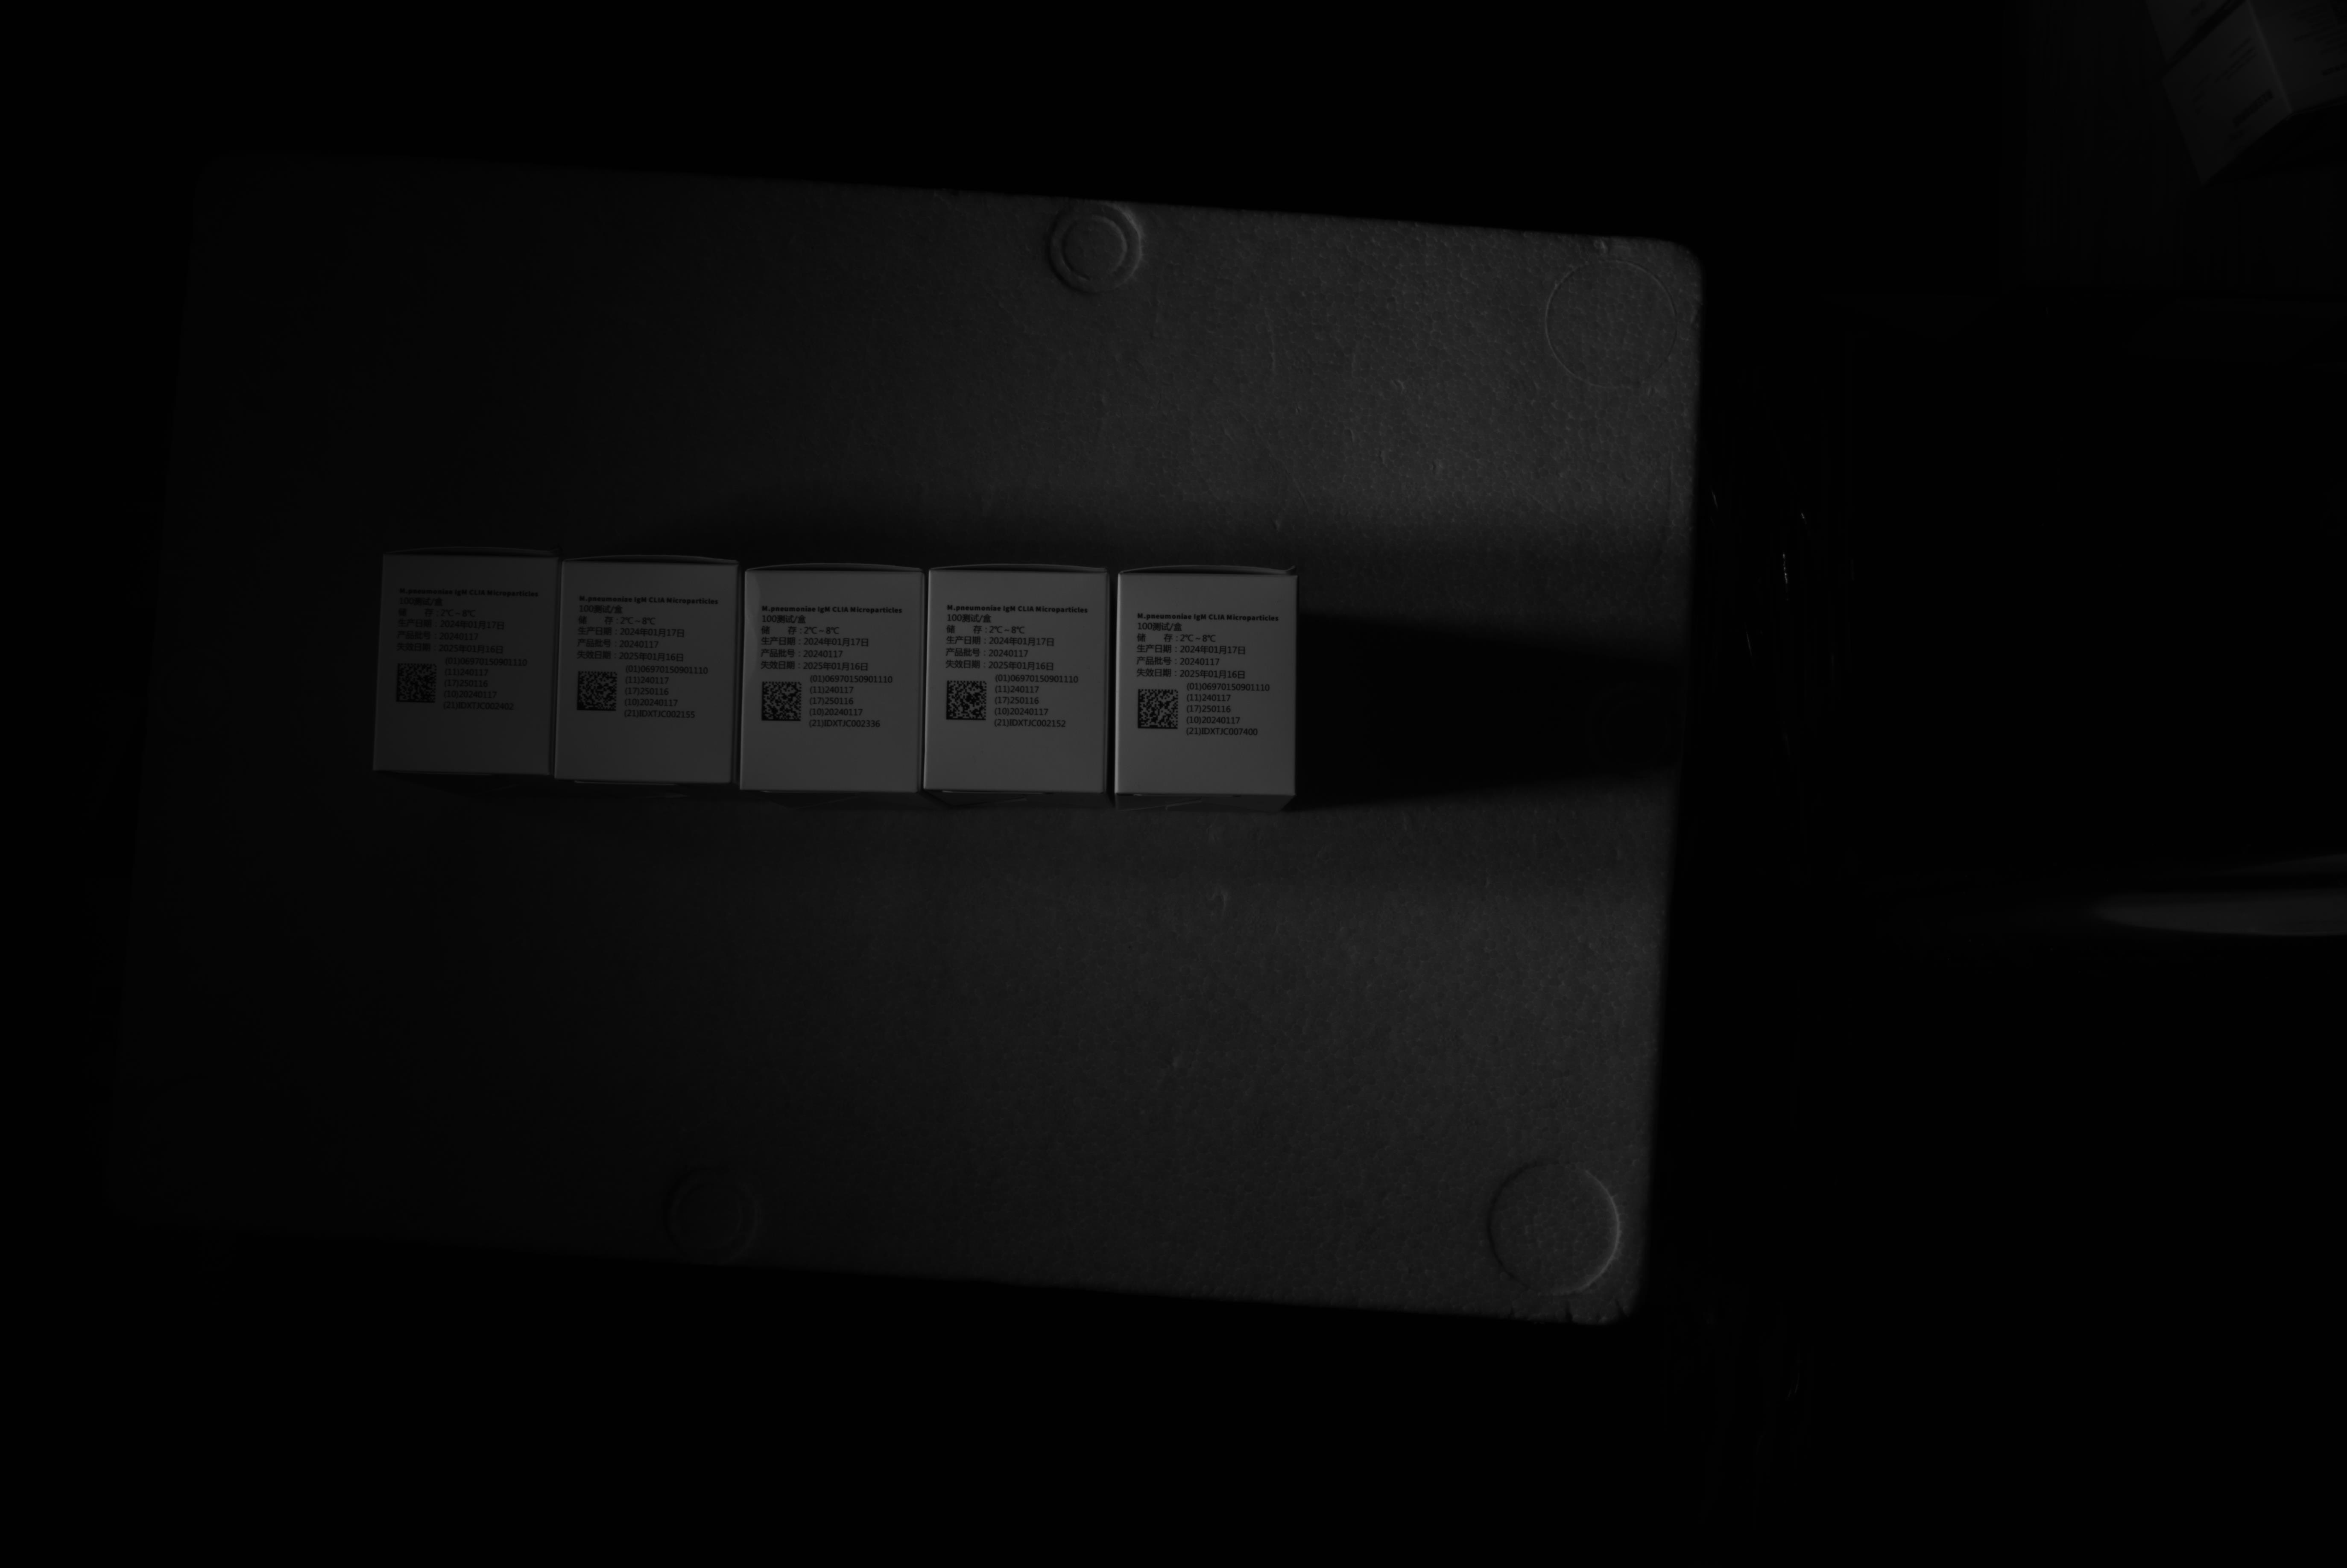 M.pneumoniae IgM CLIA Microparticles
100测试/盒
储 存：2℃～8℃
生产日期：2024年01月17日
产品批号：20240117
失效日期：2025年01月16日
(01)06970150901110
(11)240117
(17)250116
(10)20240117
(21)IDXTJC002402
M.pneumoniae IgM CLIA Microparticles
100测试/盒
储 存：2℃～8℃
生产日期：2024年01月17日
产品批号：20240117
失效日期：2025年01月16日
(01)06970150901110
(11)240117
(17)250116
(10)20240117
(21)IDXTJC002155
M.pneumoniae IgM CLIA Microparticles
100测试/盒
储 存：2℃～8℃
生产日期：2024年01月17日
产品批号：20240117
失效日期：2025年01月16日
(01)06970150901110
(11)240117
(17)250116
(10)20240117
(21)IDXTJC002336
M.pneumoniae IgM CLIA Microparticles
100测试/盒
储 存：2℃～8℃
生产日期：2024年01月17日
产品批号：20240117
失效日期：2025年01月16日
(01)06970150901110
(11)240117
(17)250116
(10)20240117
(21)IDXTJC002152
M.pneumoniae IgM CLIA Microparticles
100测试/盒
储 存：2℃～8℃
生产日期：2024年01月17日
产品批号：20240117
失效日期：2025年01月16日
(01)06970150901110
(11)240117
(17)250116
(10)20240117
(21)IDXTJC007400